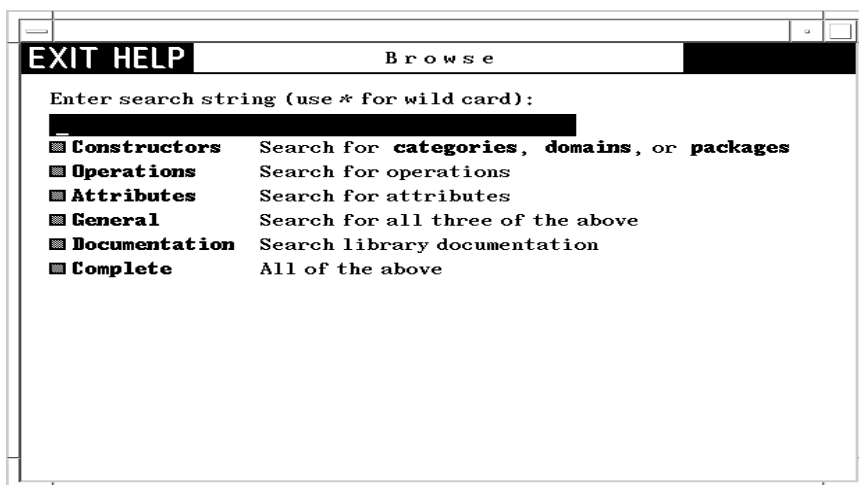 EXIT HELP Browse
Enter search string (use * for wild card):
_
Constructors Search for categories, domains, or packages
Operations Search for operations
Attributes Search for attributes
General Search for all three of the above
Documentation Search library documentation
Complete All of the above